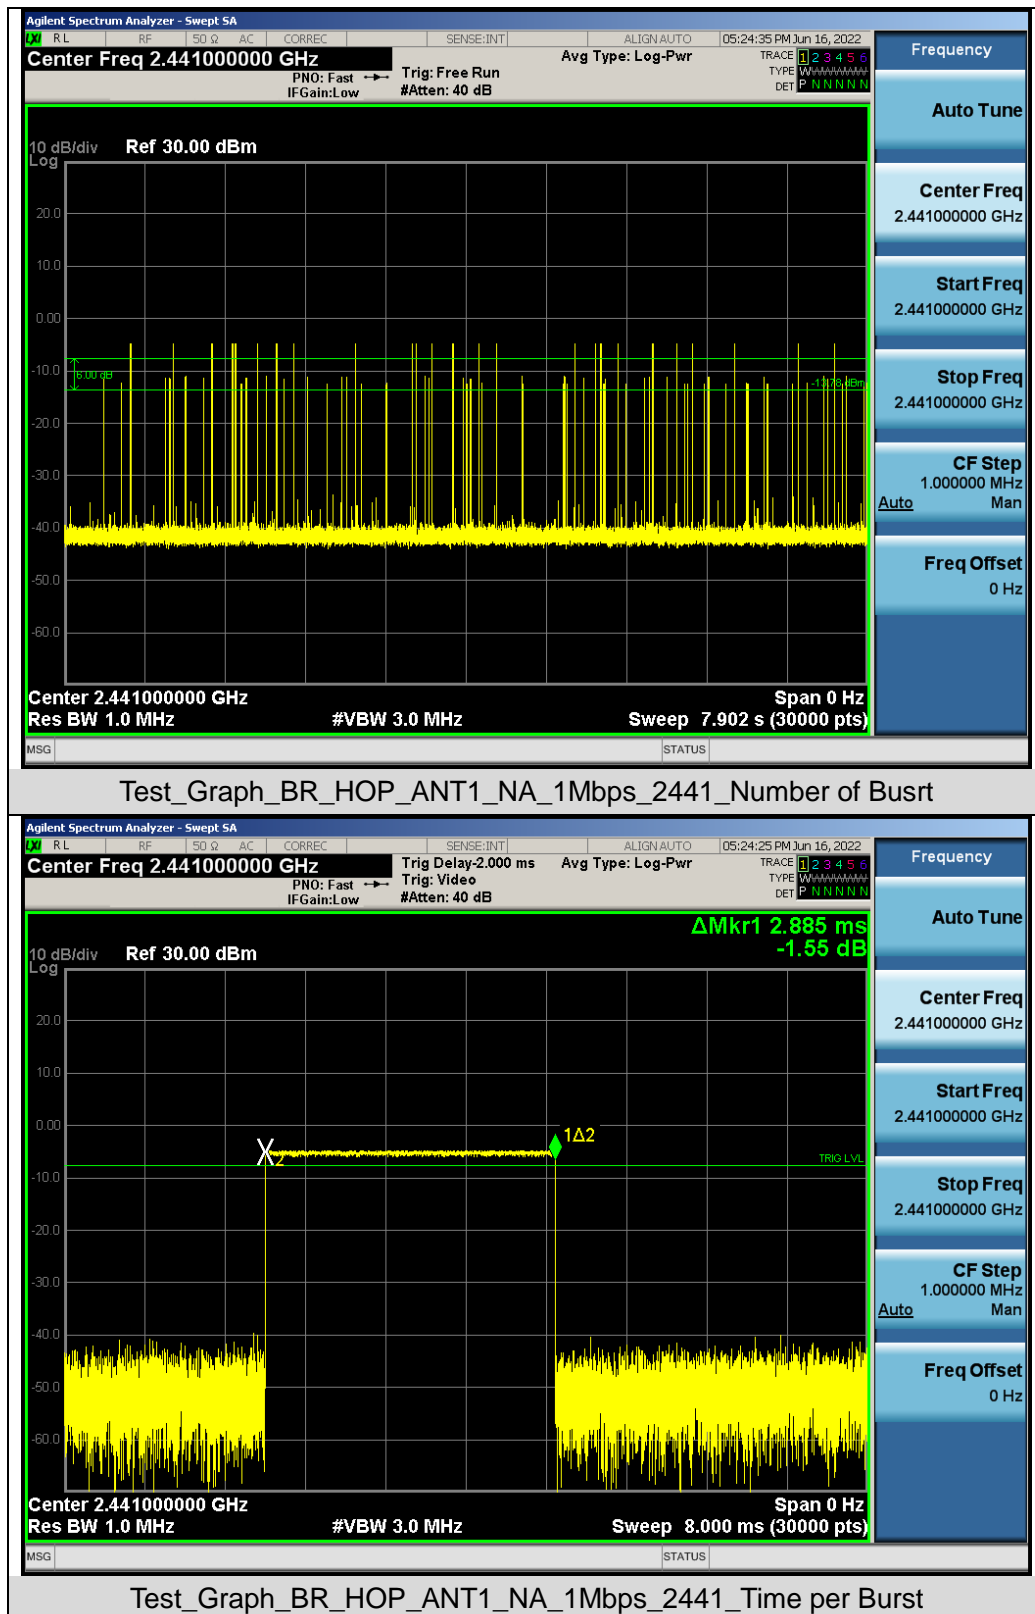 Agilent Spectrum Analyzer - Swept SA
LXI RL RF 50 Ω AC CORREC SENSE:INT ALIGN AUTO 05:24:35 PM Jun 16, 2022
Center Freq 2.441000000 GHz
PNO: Fast
IFGain:Low
Trig: Free Run
#Atten: 40 dB
Avg Type: Log-Pwr
TRACE 1 2 3 4 5 6
TYPE WWWWWW
DET P N N N N N
10 dB/div
Log
Ref 30.00 dBm
20.0
10.0
0.00
-10.0
-20.0
-30.0
-40.0
-50.0
-60.0
6.00 dB
-13.78 dBm
Center 2.441000000 GHz
Span 0 Hz
Res BW 1.0 MHz
#VBW 3.0 MHz
Sweep 7.902 s (30000 pts)
MSG
STATUS
Frequency
Auto Tune
Center Freq
2.441000000 GHz
Start Freq
2.441000000 GHz
Stop Freq
2.441000000 GHz
CF Step
1.000000 MHz
Auto Man
Freq Offset
0 Hz
Test_Graph_BR_HOP_ANT1_NA_1Mbps_2441_Number of Busrt
Agilent Spectrum Analyzer - Swept SA
LXI RL RF 50 Ω AC CORREC SENSE:INT ALIGN AUTO 05:24:25 PM Jun 16, 2022
Center Freq 2.441000000 GHz
PNO: Fast
IFGain:Low
Trig Delay-2.000 ms
Trig: Video
#Atten: 40 dB
Avg Type: Log-Pwr
TRACE 1 2 3 4 5 6
TYPE WWWWWW
DET P N N N N N
ΔMkr1 2.885 ms
-1.55 dB
10 dB/div
Log
Ref 30.00 dBm
20.0
10.0
0.00
-10.0
-20.0
-30.0
-40.0
-50.0
-60.0
2
1Δ2
TRIG LVL
Center 2.441000000 GHz
Span 0 Hz
Res BW 1.0 MHz
#VBW 3.0 MHz
Sweep 8.000 ms (30000 pts)
MSG
STATUS
Frequency
Auto Tune
Center Freq
2.441000000 GHz
Start Freq
2.441000000 GHz
Stop Freq
2.441000000 GHz
CF Step
1.000000 MHz
Auto Man
Freq Offset
0 Hz
Test_Graph_BR_HOP_ANT1_NA_1Mbps_2441_Time per Burst